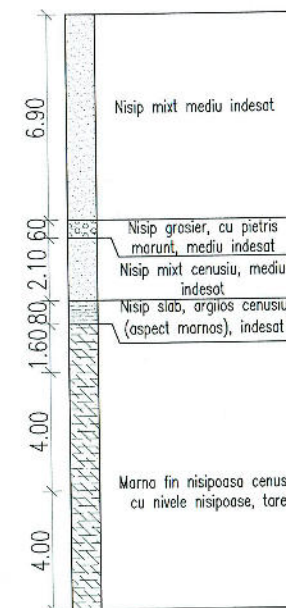 6.90
Nisip mixt mediu indesat
60
Nisip grosier, cu pietris
marunt, mediu indesat
2.10
Nisip mixt cenusiu, mediu
indesat
80
Nisip slab, argilos cenusiu
(aspect marnos), indesat
1.60
4.00
Marna fin nisipoasa cenus
cu nivele nisipoase, tare
4.00